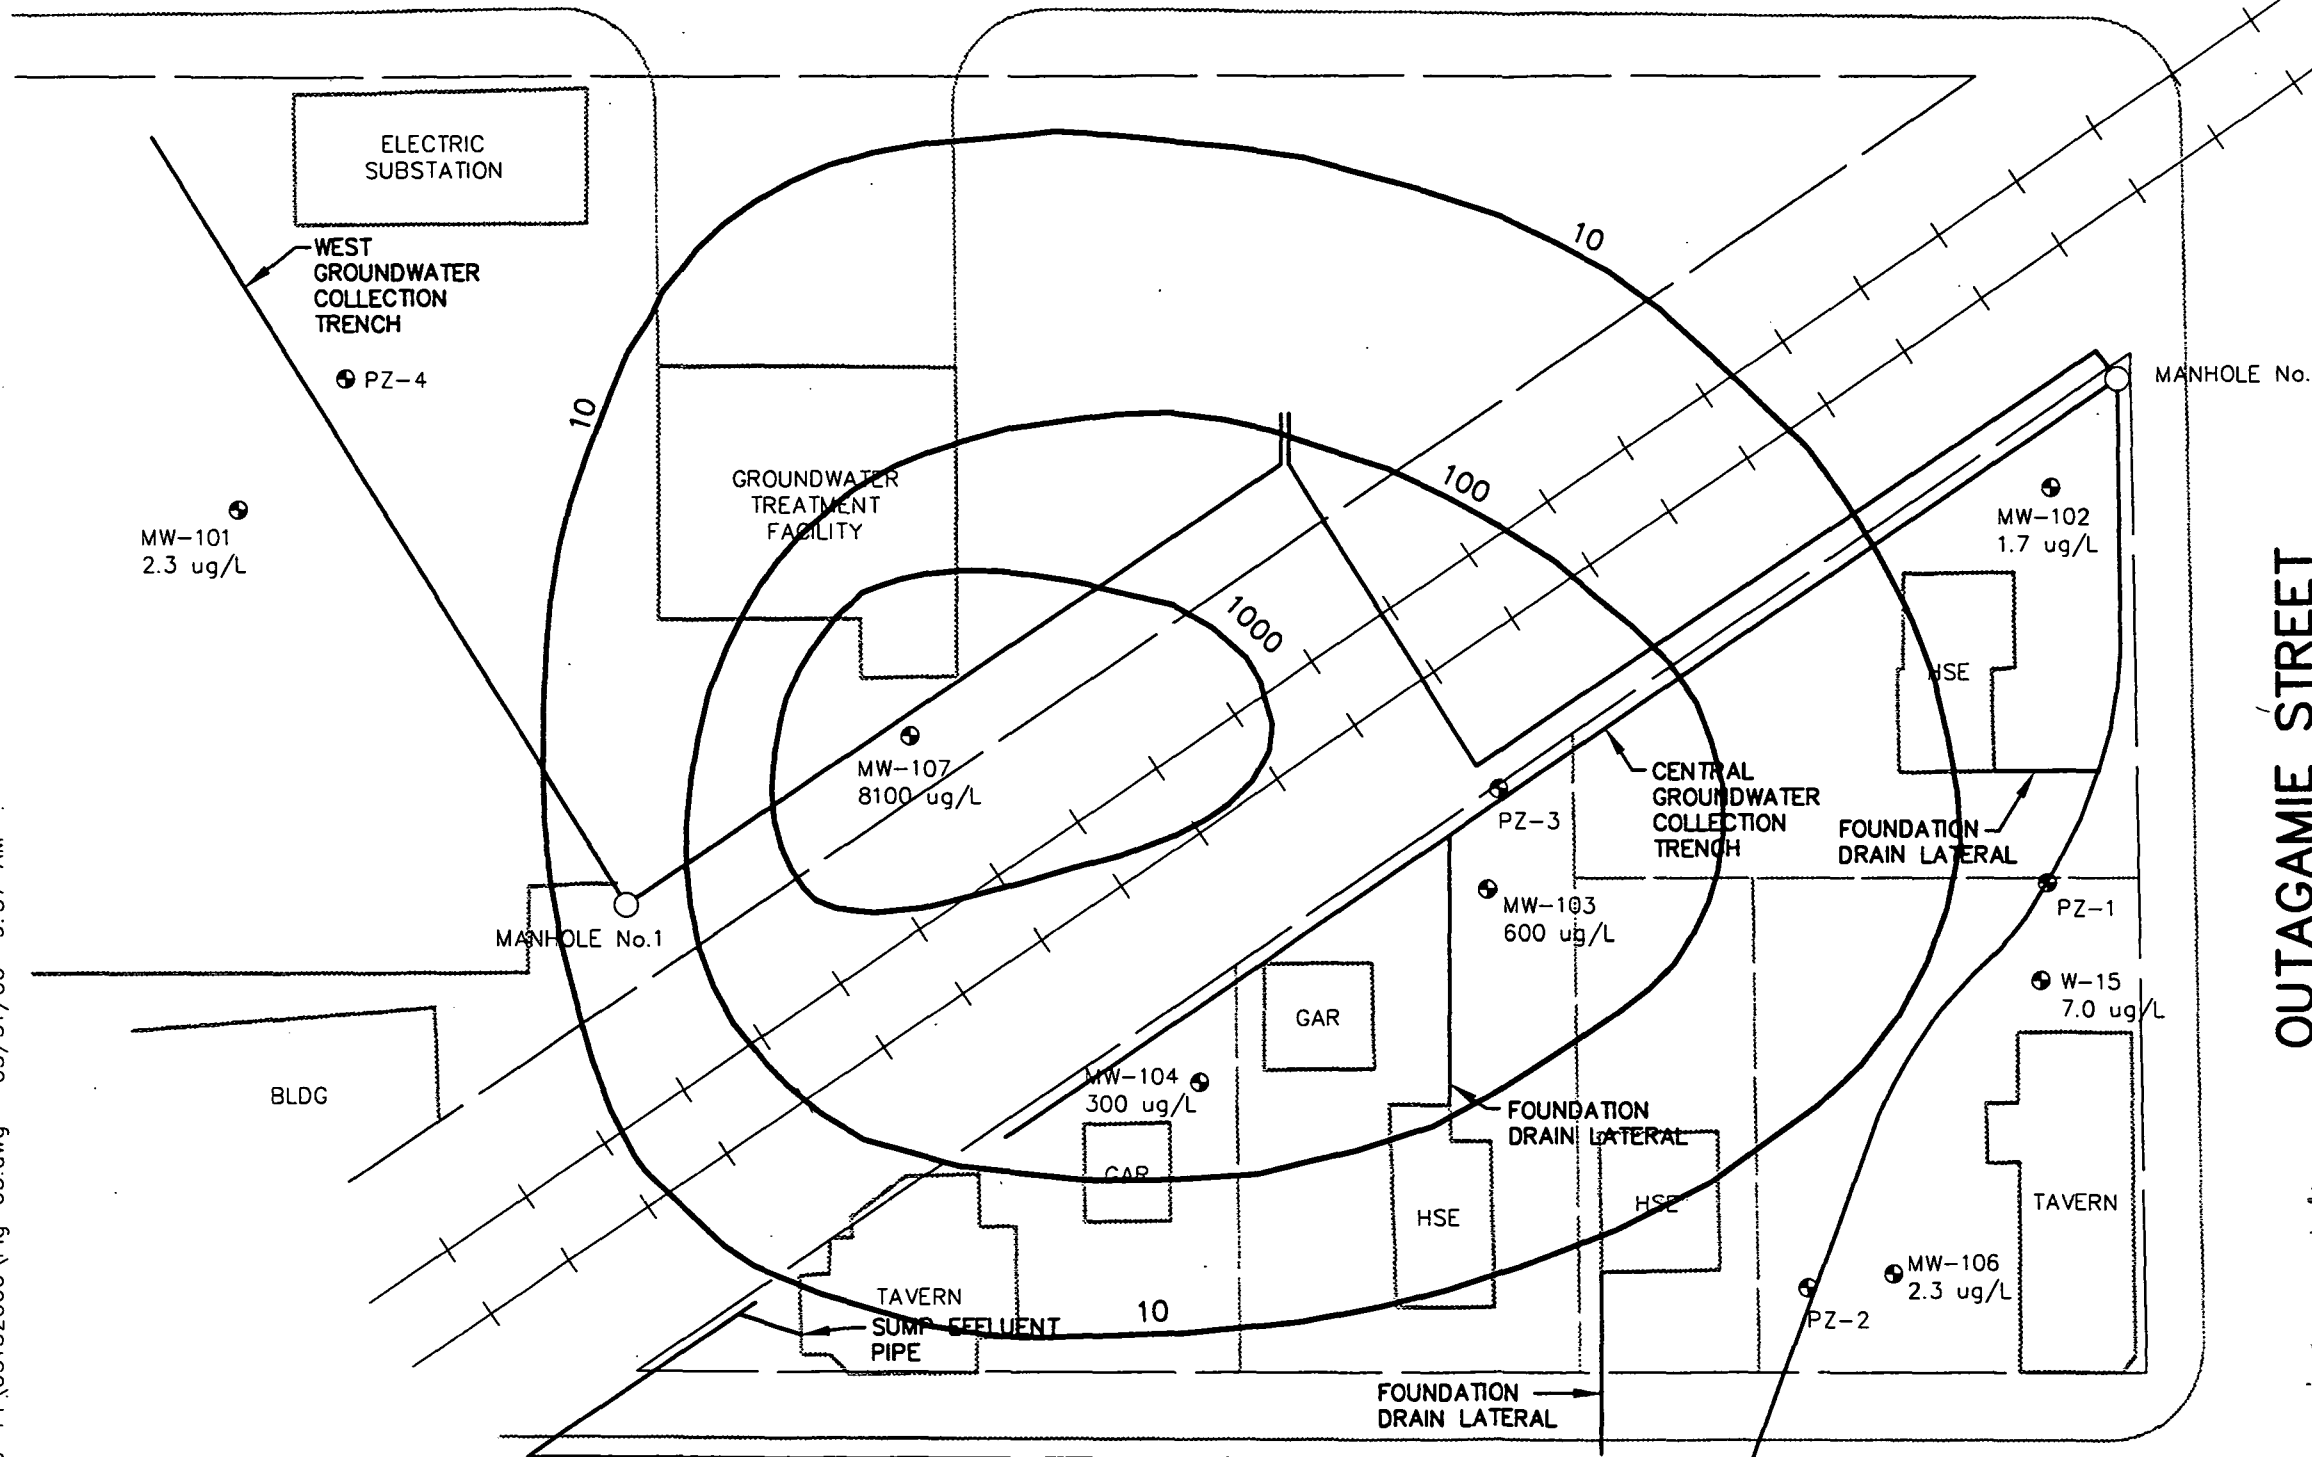 ELECTRIC
SUBSTATION
WEST
GROUNDWATER
COLLECTION
TRENCH
10
PZ-4
10
MANHOLE No.
GROUNDWATER
TREATMENT
FACILITY
100
MW-101
2.3 ug/L
MW-102
1.7 ug/L
1000
HSE
OUTAGAMIE STREET
MW-107
8100 ug/L
CENTRAL
GROUNDWATER
COLLECTION
TRENCH
PZ-3
FOUNDATION
DRAIN LATERAL
MW-103
600 ug/L
PZ-1
MANHOLE No.1
W-15
7.0 ug/L
GAR
BLDG
MW-104
300 ug/L
FOUNDATION
DRAIN LATERAL
GAR
HSE
HSE
TAVERN
MW-106
2.3 ug/L
TAVERN
SUMP EFFLUENT
PIPE
10
PZ-2
FOUNDATION
DRAIN LATERAL